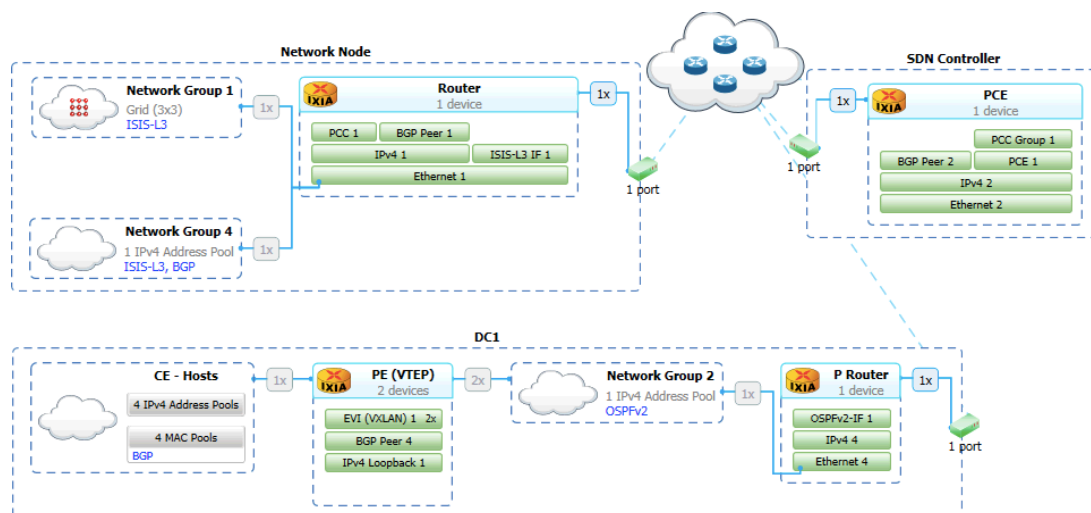 Network Node
Network Group 1
Grid (3x3)
ISIS-L3
1x
IXIA
Router
1 device
PCC 1
BGP Peer 1
IPv4 1
ISIS-L3 IF 1
Ethernet 1
1x
1 port
Network Group 4
1 IPv4 Address Pool
ISIS-L3, BGP
1x
SDN Controller
1x
1 port
IXIA
PCE
1 device
PCC Group 1
BGP Peer 2
PCE 1
IPv4 2
Ethernet 2
DC1
CE - Hosts
4 IPv4 Address Pools
4 MAC Pools
BGP
1x
IXIA
PE (VTEP)
2 devices
EVI (VXLAN) 1 2x
BGP Peer 4
IPv4 Loopback 1
2x
Network Group 2
1 IPv4 Address Pool
OSPFv2
1x
IXIA
P Router
1 device
OSPFv2-IF 1
IPv4 4
Ethernet 4
1x
1 port